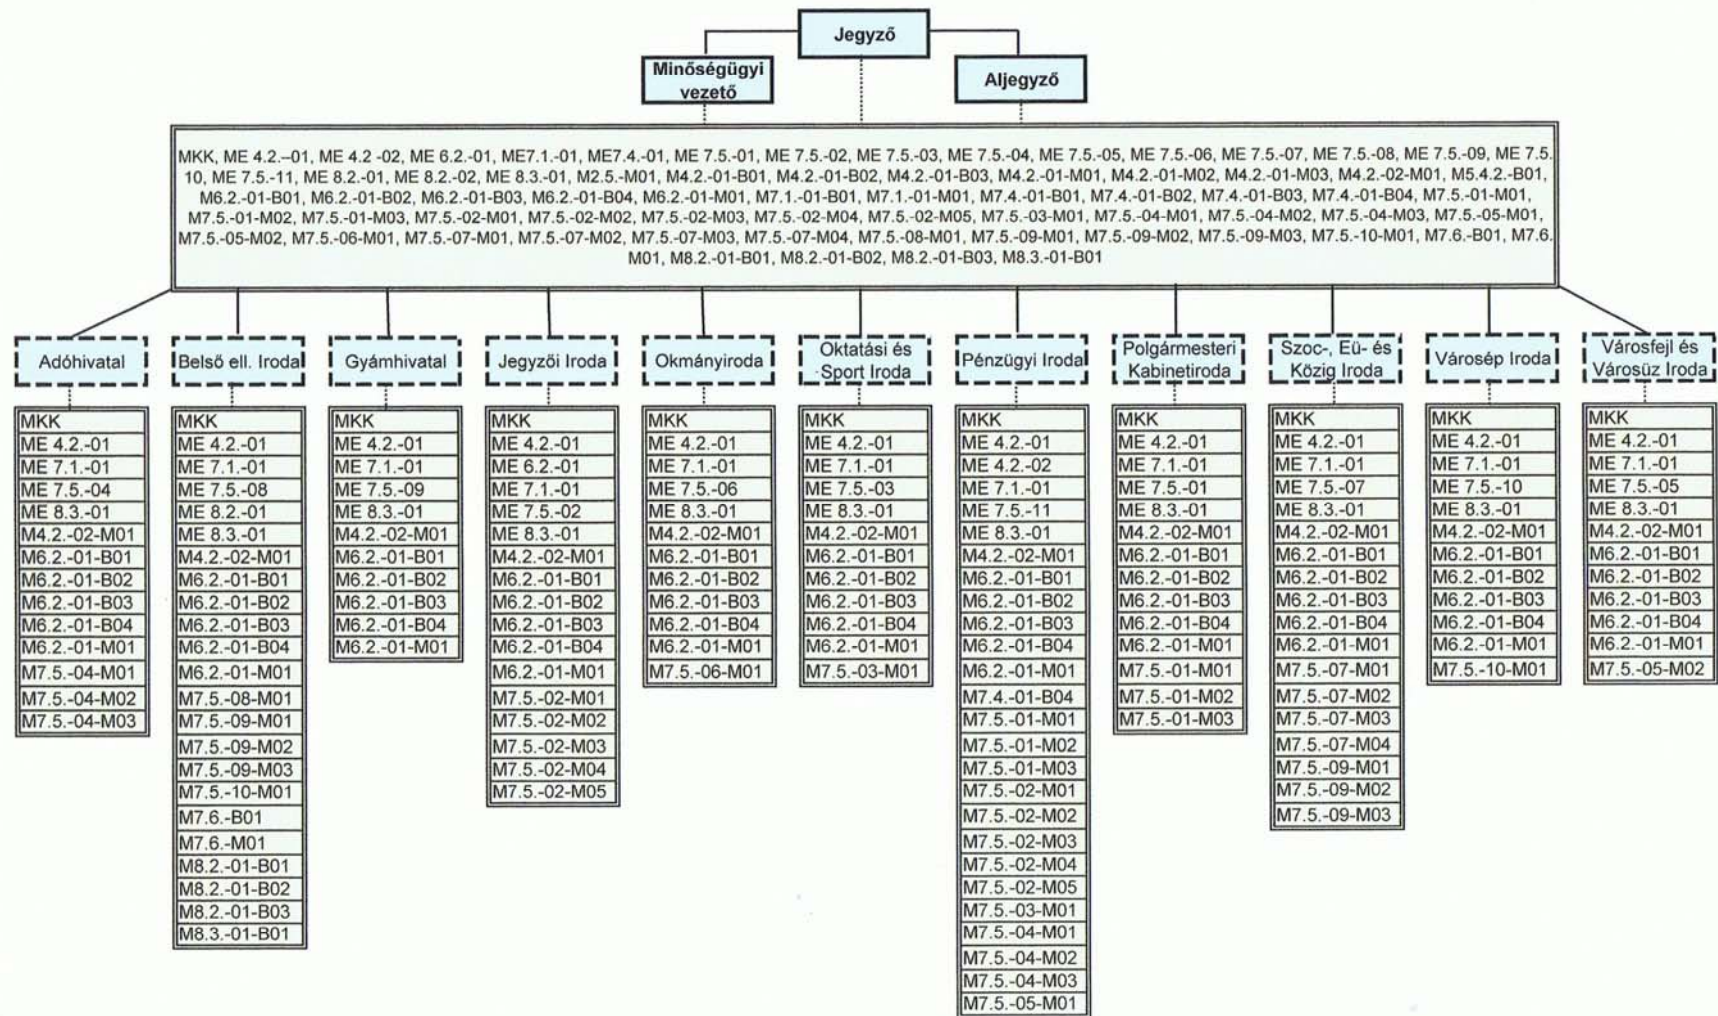 Jegyző
Minőségügyi
vezető
Aljegyző
MKK, ME 4.2.–01, ME 4.2 -02, ME 6.2.-01, ME7.1.-01, ME7.4.-01, ME 7.5.-01, ME 7.5.-02, ME 7.5.-03, ME 7.5.-04, ME 7.5.-05, ME 7.5.-06, ME 7.5.-07, ME 7.5.-08, ME 7.5.-09, ME 7.5.
10, ME 7.5.-11, ME 8.2.-01, ME 8.2.-02, ME 8.3.-01, M2.5.-M01, M4.2.-01-B01, M4.2.-01-B02, M4.2.-01-B03, M4.2.-01-M01, M4.2.-01-M02, M4.2.-01-M03, M4.2.-02-M01, M5.4.2.-B01,
M6.2.-01-B01, M6.2.-01-B02, M6.2.-01-B03, M6.2.-01-B04, M6.2.-01-M01, M7.1.-01-B01, M7.1.-01-M01, M7.4.-01-B01, M7.4.-01-B02, M7.4.-01-B03, M7.4.-01-B04, M7.5.-01-M01,
M7.5.-01-M02, M7.5.-01-M03, M7.5.-02-M01, M7.5.-02-M02, M7.5.-02-M03, M7.5.-02-M04, M7.5.-02-M05, M7.5.-03-M01, M7.5.-04-M01, M7.5.-04-M02, M7.5.-04-M03, M7.5.-05-M01,
M7.5.-05-M02, M7.5.-06-M01, M7.5.-07-M01, M7.5.-07-M02, M7.5.-07-M03, M7.5.-07-M04, M7.5.-08-M01, M7.5.-09-M01, M7.5.-09-M02, M7.5.-09-M03, M7.5.-10-M01, M7.6.-B01, M7.6.
M01, M8.2.-01-B01, M8.2.-01-B02, M8.2.-01-B03, M8.3.-01-B01
Adóhivatal
MKK
ME 4.2.-01
ME 7.1.-01
ME 7.5.-04
ME 8.3.-01
M4.2.-02-M01
M6.2.-01-B01
M6.2.-01-B02
M6.2.-01-B03
M6.2.-01-B04
M6.2.-01-M01
M7.5.-04-M01
M7.5.-04-M02
M7.5.-04-M03
Belső ell. Iroda
MKK
ME 4.2.-01
ME 7.1.-01
ME 7.5.-08
ME 8.2.-01
ME 8.3.-01
M4.2.-02-M01
M6.2.-01-B01
M6.2.-01-B02
M6.2.-01-B03
M6.2.-01-B04
M6.2.-01-M01
M7.5.-08-M01
M7.5.-09-M01
M7.5.-09-M02
M7.5.-09-M03
M7.5.-10-M01
M7.6.-B01
M7.6.-M01
M8.2.-01-B01
M8.2.-01-B02
M8.2.-01-B03
M8.3.-01-B01
Gyámhivatal
MKK
ME 4.2.-01
ME 7.1.-01
ME 7.5.-09
ME 8.3.-01
M4.2.-02-M01
M6.2.-01-B01
M6.2.-01-B02
M6.2.-01-B03
M6.2.-01-B04
M6.2.-01-M01
Jegyzői Iroda
MKK
ME 4.2.-01
ME 6.2.-01
ME 7.1.-01
ME 7.5.-02
ME 8.3.-01
M4.2.-02-M01
M6.2.-01-B01
M6.2.-01-B02
M6.2.-01-B03
M6.2.-01-B04
M6.2.-01-M01
M7.5.-02-M01
M7.5.-02-M02
M7.5.-02-M03
M7.5.-02-M04
M7.5.-02-M05
Okmányiroda
MKK
ME 4.2.-01
ME 7.1.-01
ME 7.5.-06
ME 8.3.-01
M4.2.-02-M01
M6.2.-01-B01
M6.2.-01-B02
M6.2.-01-B03
M6.2.-01-B04
M6.2.-01-M01
M7.5.-06-M01
Oktatási és
Sport Iroda
MKK
ME 4.2.-01
ME 7.1.-01
ME 7.5.-03
ME 8.3.-01
M4.2.-02-M01
M6.2.-01-B01
M6.2.-01-B02
M6.2.-01-B03
M6.2.-01-B04
M6.2.-01-M01
M7.5.-03-M01
Pénzügyi Iroda
MKK
ME 4.2.-01
ME 4.2.-02
ME 7.1.-01
ME 7.5.-11
ME 8.3.-01
M4.2.-02-M01
M6.2.-01-B01
M6.2.-01-B02
M6.2.-01-B03
M6.2.-01-B04
M6.2.-01-M01
M7.4.-01-B04
M7.5.-01-M01
M7.5.-01-M02
M7.5.-01-M03
M7.5.-02-M01
M7.5.-02-M02
M7.5.-02-M03
M7.5.-02-M04
M7.5.-02-M05
M7.5.-03-M01
M7.5.-04-M01
M7.5.-04-M02
M7.5.-04-M03
M7.5.-05-M01
Polgármesteri
Kabinetiroda
MKK
ME 4.2.-01
ME 7.1.-01
ME 7.5.-01
ME 8.3.-01
M4.2.-02-M01
M6.2.-01-B01
M6.2.-01-B02
M6.2.-01-B03
M6.2.-01-B04
M6.2.-01-M01
M7.5.-01-M01
M7.5.-01-M02
M7.5.-01-M03
Szoc-, Eü- és
Közig Iroda
MKK
ME 4.2.-01
ME 7.1.-01
ME 7.5.-07
ME 8.3.-01
M4.2.-02-M01
M6.2.-01-B01
M6.2.-01-B02
M6.2.-01-B03
M6.2.-01-B04
M6.2.-01-M01
M7.5.-07-M01
M7.5.-07-M02
M7.5.-07-M03
M7.5.-07-M04
M7.5.-09-M01
M7.5.-09-M02
M7.5.-09-M03
Városép Iroda
MKK
ME 4.2.-01
ME 7.1.-01
ME 7.5.-10
ME 8.3.-01
M4.2.-02-M01
M6.2.-01-B01
M6.2.-01-B02
M6.2.-01-B03
M6.2.-01-B04
M6.2.-01-M01
M7.5.-10-M01
Városfejl és
Városüz Iroda
MKK
ME 4.2.-01
ME 7.1.-01
ME 7.5.-05
ME 8.3.-01
M4.2.-02-M01
M6.2.-01-B01
M6.2.-01-B02
M6.2.-01-B03
M6.2.-01-B04
M6.2.-01-M01
M7.5.-05-M02